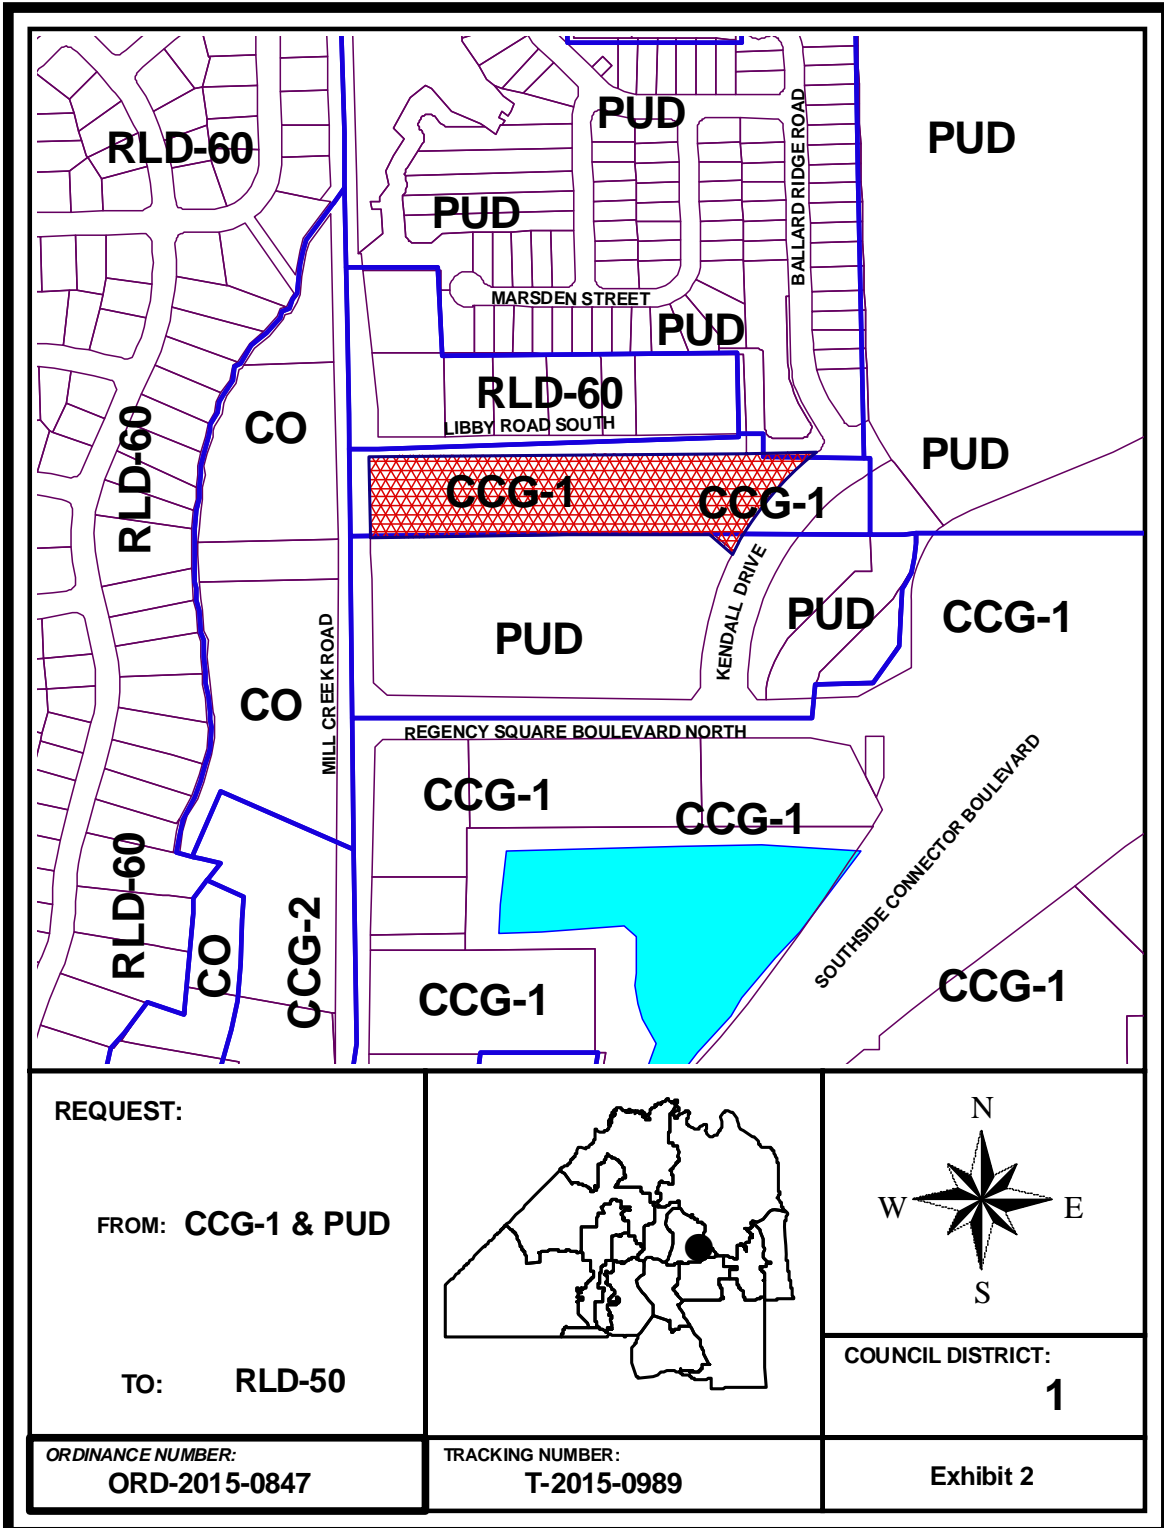 RLD-60
PUD
PUD
BALLARD RIDGE ROAD
PUD
MARSDEN STREET
PUD
RLD-60
LIBBY ROAD SOUTH
CO
RLD-60
PUD
CCG-1
CCG-1
KENDALL DRIVE
PUD
PUD
CCG-1
CO
MILL CREEK ROAD
REGENCY SQUARE BOULEVARD NORTH
CCG-1
CCG-1
SOUTHSIDE CONNECTOR BOULEVARD
RLD-60
CO
CCG-2
CCG-1
CCG-1
REQUEST:
FROM: CCG-1 & PUD
TO: RLD-50
N
W E
S
COUNCIL DISTRICT:
1
ORDINANCE NUMBER:
ORD-2015-0847
TRACKING NUMBER:
T-2015-0989
Exhibit 2